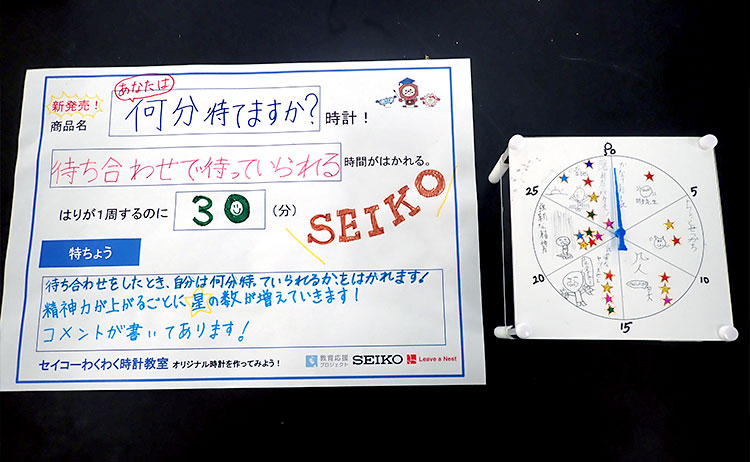 新発売！
商品名
あなたは
何分待てますか？時計！
待ち合わせで待っていられる時間がはかれる。
はりが1周するのに 30 (分)
SEIKO
特ちょう
待ち合わせをしたとき、自分は何分待っていられるかをはかれます！
精神力が上がるごとに星の数が増えていきます！
コメントが書いてあります！
セイコーわくわく時計教室 オリジナル時計を作ってみよう！
教育応援プロジェクト SEIKO Leave a Nest
30
5
10
15
20
25
凡人